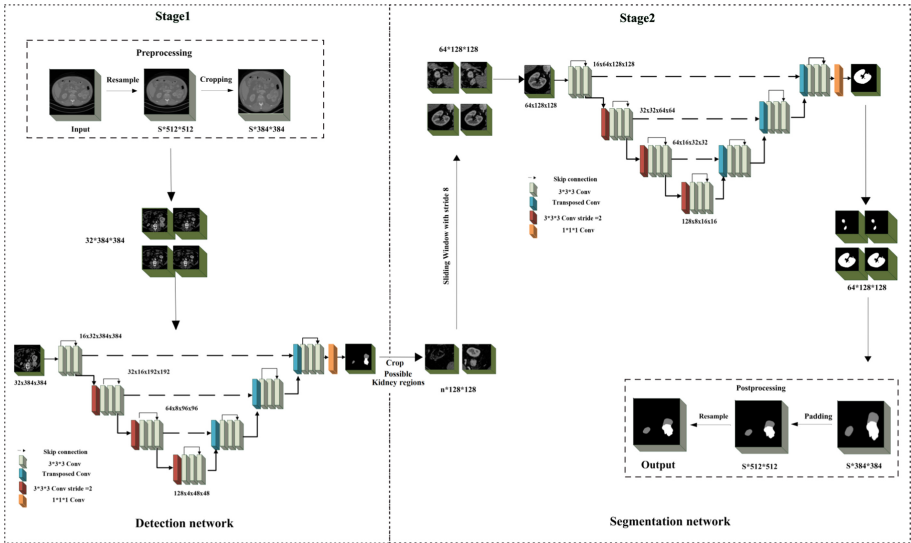 Stage1
Preprocessing
Resample
Cropping
Input
S*512*512
S*384*384
32*384*384
16x32x384x384
32x384x384
32x16x192x192
64x8x96x96
128x4x48x48
Skip connection
3*3*3 Conv
Transposed Conv
3*3*3 Conv stride =2
1*1*1 Conv
Detection network
Crop
Possible
Kidney regions
n*128*128
Sliding Window with stride 8
Stage2
64*128*128
64x128x128
16x64x128x128
32x32x64x64
64x16x32x32
128x8x16x16
Skip connection
3*3*3 Conv
Transposed Conv
3*3*3 Conv stride =2
1*1*1 Conv
64*128*128
Postprocessing
Resample
Padding
Output
S*512*512
S*384*384
Segmentation network